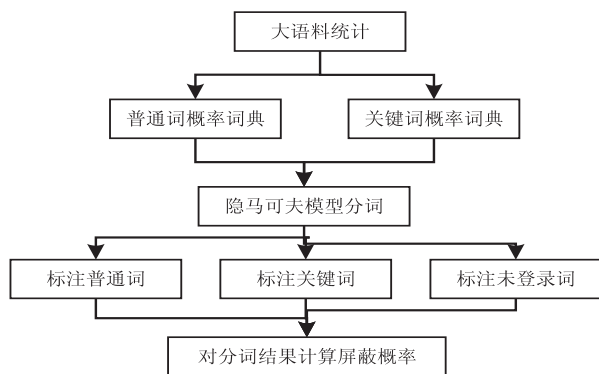 大语料统计
普通词概率词典
关键词概率词典
隐马可夫模型分词
标注普通词
标注关键词
标注未登录词
对分词结果计算屏蔽概率